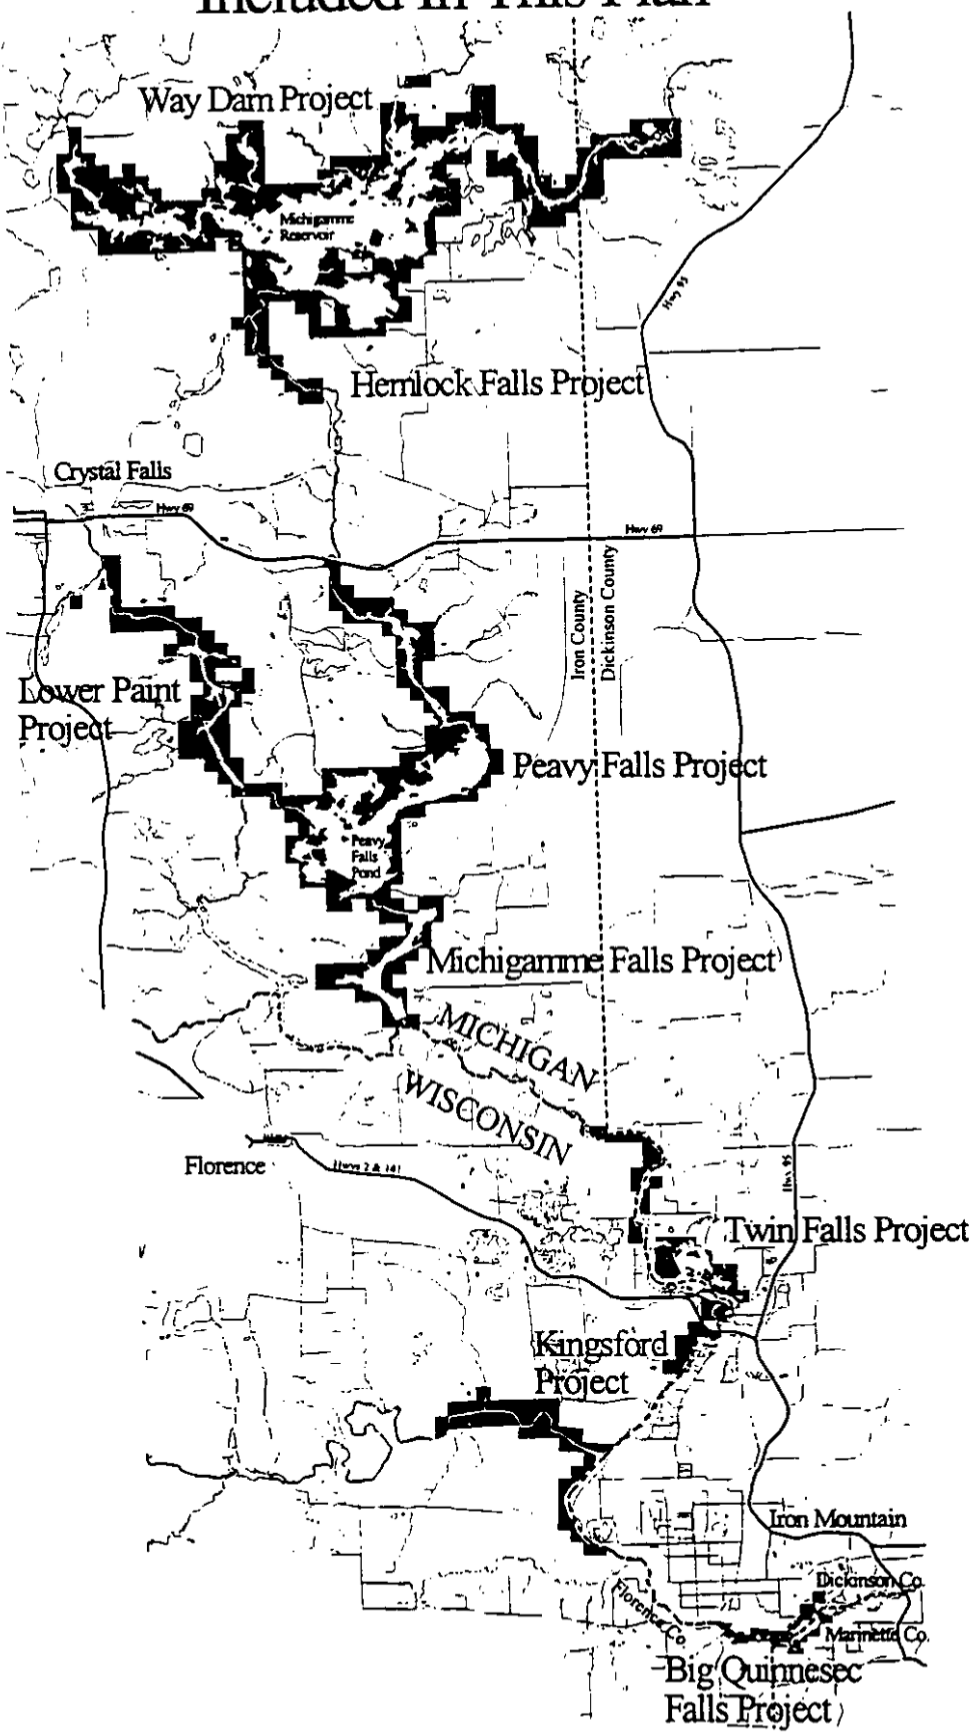 Included In This Plan
Way Dam Project
Michigamme
Reservoir
Hwy 95
Hemlock Falls Project
Crystal Falls
Hwy 69
Hwy 69
Iron County
Dickinson County
Lower Paint
Project
Peavy Falls Project
Peavy
Falls
Pond
Michigamme Falls Project
MICHIGAN
WISCONSIN
Florence
Hwys 2 & 141
Hwy 95
Twin Falls Project
Kingsford
Project
Iron Mountain
Dickinson Co.
Florence Co.
Marinette Co.
Big Quinnesec
Falls Project